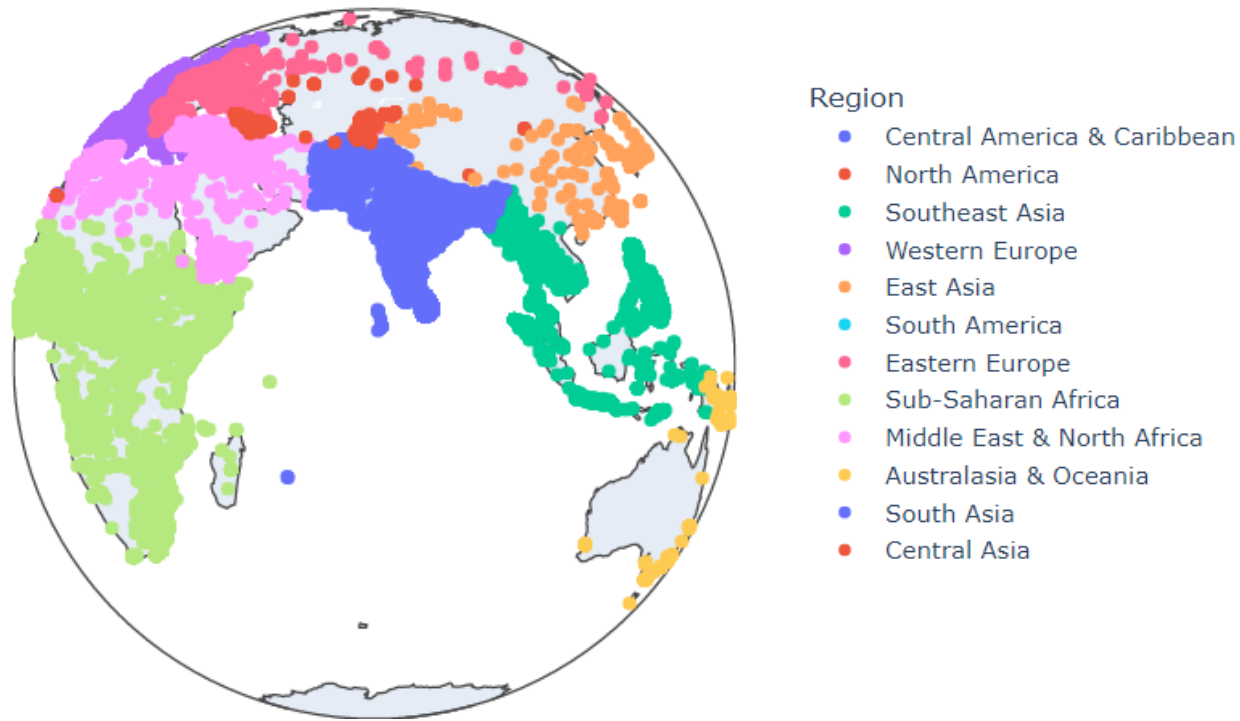 Region
Central America & Caribbean
North America
Southeast Asia
Western Europe
East Asia
South America
Eastern Europe
Sub-Saharan Africa
Middle East & North Africa
Australasia & Oceania
South Asia
Central Asia